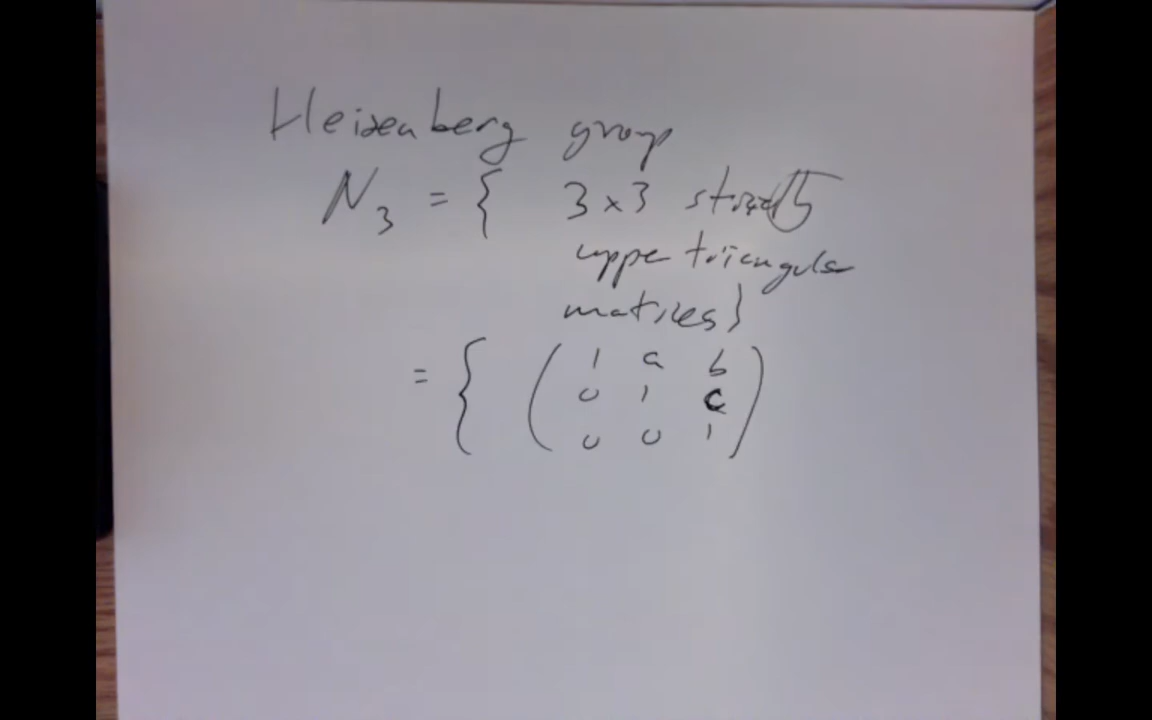 Heisenberg group
N₃ = { 3 × 3 strictly
upper triangular
matrices }
= { ( 1 a b
0 1 c
0 0 1 )